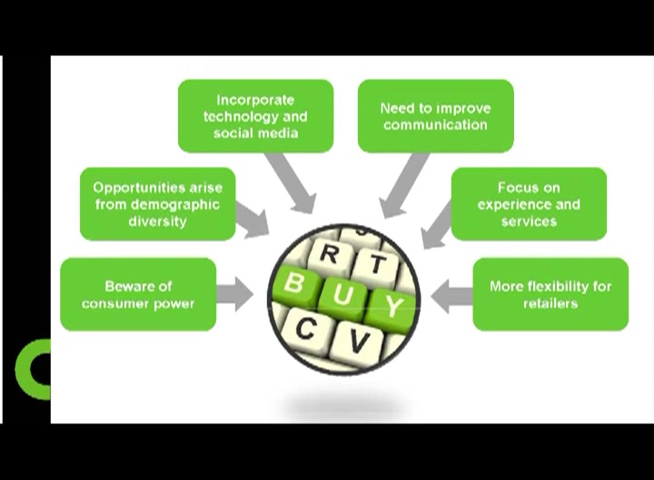 Incorporate
technology and
social media
Need to improve
communication
Opportunities arise
from demographic
diversity
Focus on
experience and
services
Beware of
consumer power
More flexibility for
retailers
R T
B U Y
C V